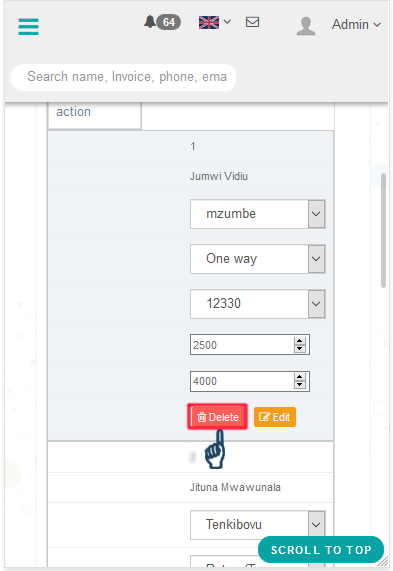 64
Admin
Search name, Invoice, phone, ema
action
1
Jumwi Vidiu
mzumbe
One way
12330
2500
4000
Delete Edit
Jituna Mwawunala
Tenkibovu
SCROLL TO TOP